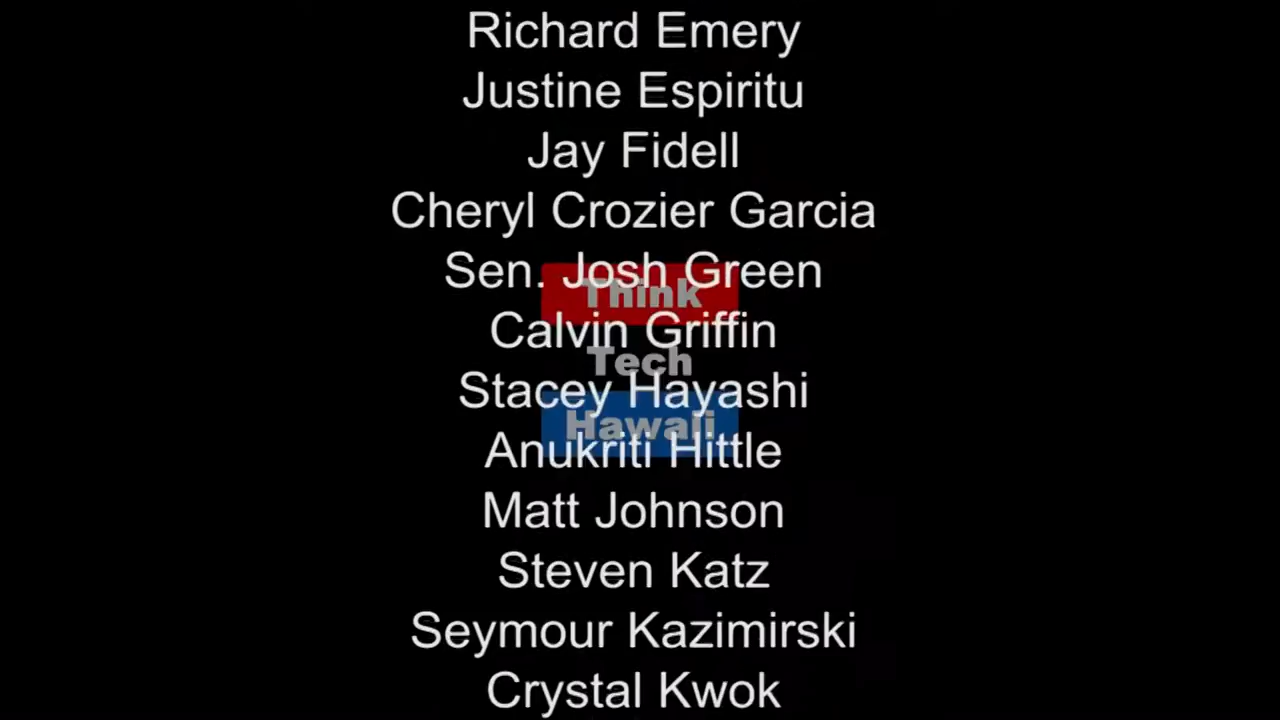 Richard Emery
Justine Espiritu
Jay Fidell
Cheryl Crozier Garcia
Sen. Josh Green
Think
Calvin Griffin
Tech
Stacey Hayashi
Hawaii
Anukriti Hittle
Matt Johnson
Steven Katz
Seymour Kazimirski
Crystal Kwok